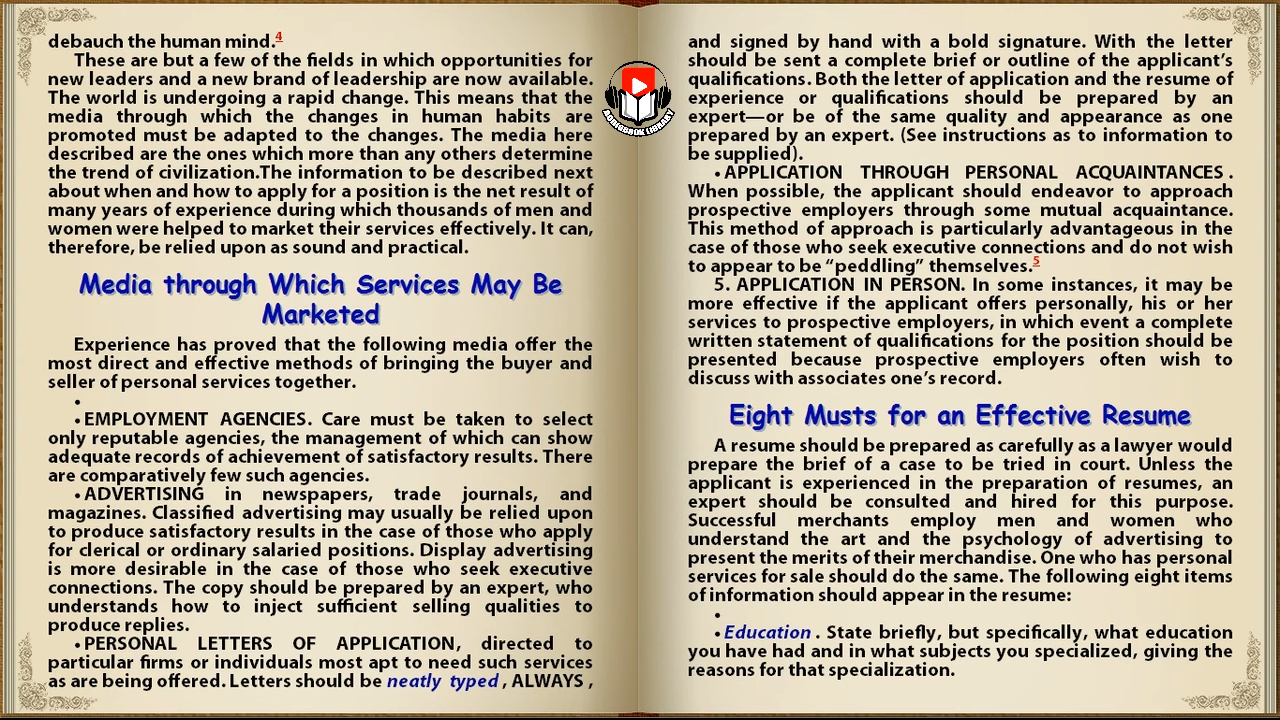 debauch the human mind.4
These are but a few of the fields in which opportunities for
new leaders and a new brand of leadership are now available.
The world is undergoing a rapid change. This means that the
media through which the changes in human habits are
promoted must be adapted to the changes. The media here
described are the ones which more than any others determine
the trend of civilization.The information to be described next
about when and how to apply for a position is the net result of
many years of experience during which thousands of men and
women were helped to market their services effectively. It can,
therefore, be relied upon as sound and practical.
Media through Which Services May Be
Marketed
Experience has proved that the following media offer the
most direct and effective methods of bringing the buyer and
seller of personal services together.
•
•EMPLOYMENT AGENCIES. Care must be taken to select
only reputable agencies, the management of which can show
adequate records of achievement of satisfactory results. There
are comparatively few such agencies.
•ADVERTISING in newspapers, trade journals, and
magazines. Classified advertising may usually be relied upon
to produce satisfactory results in the case of those who apply
for clerical or ordinary salaried positions. Display advertising
is more desirable in the case of those who seek executive
connections. The copy should be prepared by an expert, who
understands how to inject sufficient selling qualities to
produce replies.
•PERSONAL LETTERS OF APPLICATION, directed to
particular firms or individuals most apt to need such services
as are being offered. Letters should be neatly typed , ALWAYS ,
and signed by hand with a bold signature. With the letter
should be sent a complete brief or outline of the applicant's
qualifications. Both the letter of application and the resume of
experience or qualifications should be prepared by an
expert—or be of the same quality and appearance as one
prepared by an expert. (See instructions as to information to
be supplied).
•APPLICATION THROUGH PERSONAL ACQUAINTANCES .
When possible, the applicant should endeavor to approach
prospective employers through some mutual acquaintance.
This method of approach is particularly advantageous in the
case of those who seek executive connections and do not wish
to appear to be “peddling” themselves.5
5. APPLICATION IN PERSON. In some instances, it may be
more effective if the applicant offers personally, his or her
services to prospective employers, in which event a complete
written statement of qualifications for the position should be
presented because prospective employers often wish to
discuss with associates one's record.
Eight Musts for an Effective Resume
A resume should be prepared as carefully as a lawyer would
prepare the brief of a case to be tried in court. Unless the
applicant is experienced in the preparation of resumes, an
expert should be consulted and hired for this purpose.
Successful merchants employ men and women who
understand the art and the psychology of advertising to
present the merits of their merchandise. One who has personal
services for sale should do the same. The following eight items
of information should appear in the resume:
•
•Education . State briefly, but specifically, what education
you have had and in what subjects you specialized, giving the
reasons for that specialization.
AUDIOBOOK LIBRARY